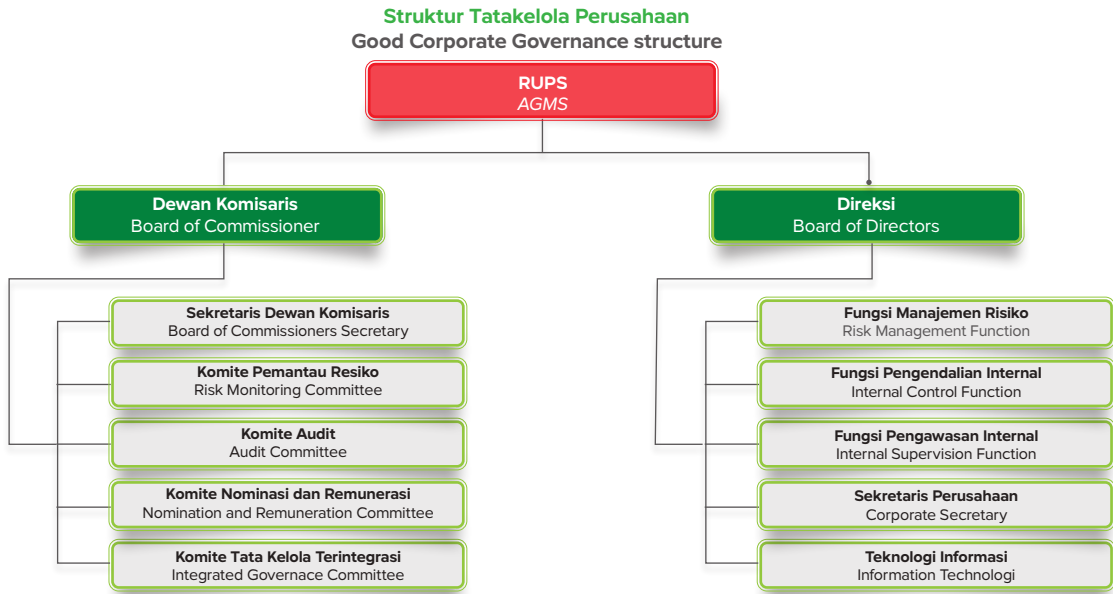 Struktur Tatakelola Perusahaan
Good Corporate Governance structure
RUPS
AGMS
Dewan Komisaris
Board of Commissioner
Direksi
Board of Directors
Sekretaris Dewan Komisaris
Board of Commissioners Secretary
Komite Pemantau Resiko
Risk Monitoring Committee
Komite Audit
Audit Committee
Komite Nominasi dan Remunerasi
Nomination and Remuneration Committee
Komite Tata Kelola Terintegrasi
Integrated Governace Committee
Fungsi Manajemen Risiko
Risk Management Function
Fungsi Pengendalian Internal
Internal Control Function
Fungsi Pengawasan Internal
Internal Supervision Function
Sekretaris Perusahaan
Corporate Secretary
Teknologi Informasi
Information Technologi